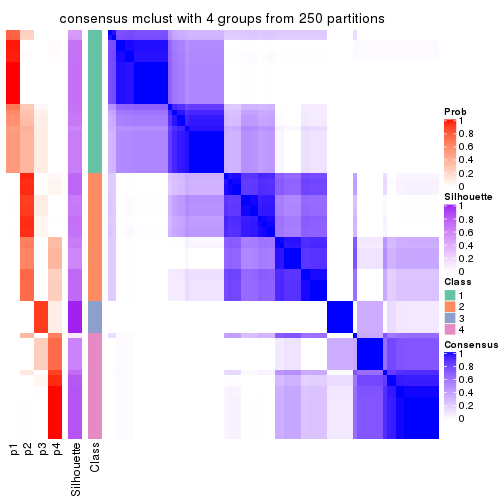 consensus mclust with 4 groups from 250 partitions
Prob
1
0.8
0.6
0.4
0.2
0
Silhouette
1
0.8
0.6
0.4
0.2
0
Class
1
2
3
4
Consensus
1
0.8
0.6
0.4
0.2
0
p1
p2
p3
p4
Silhouette
Class